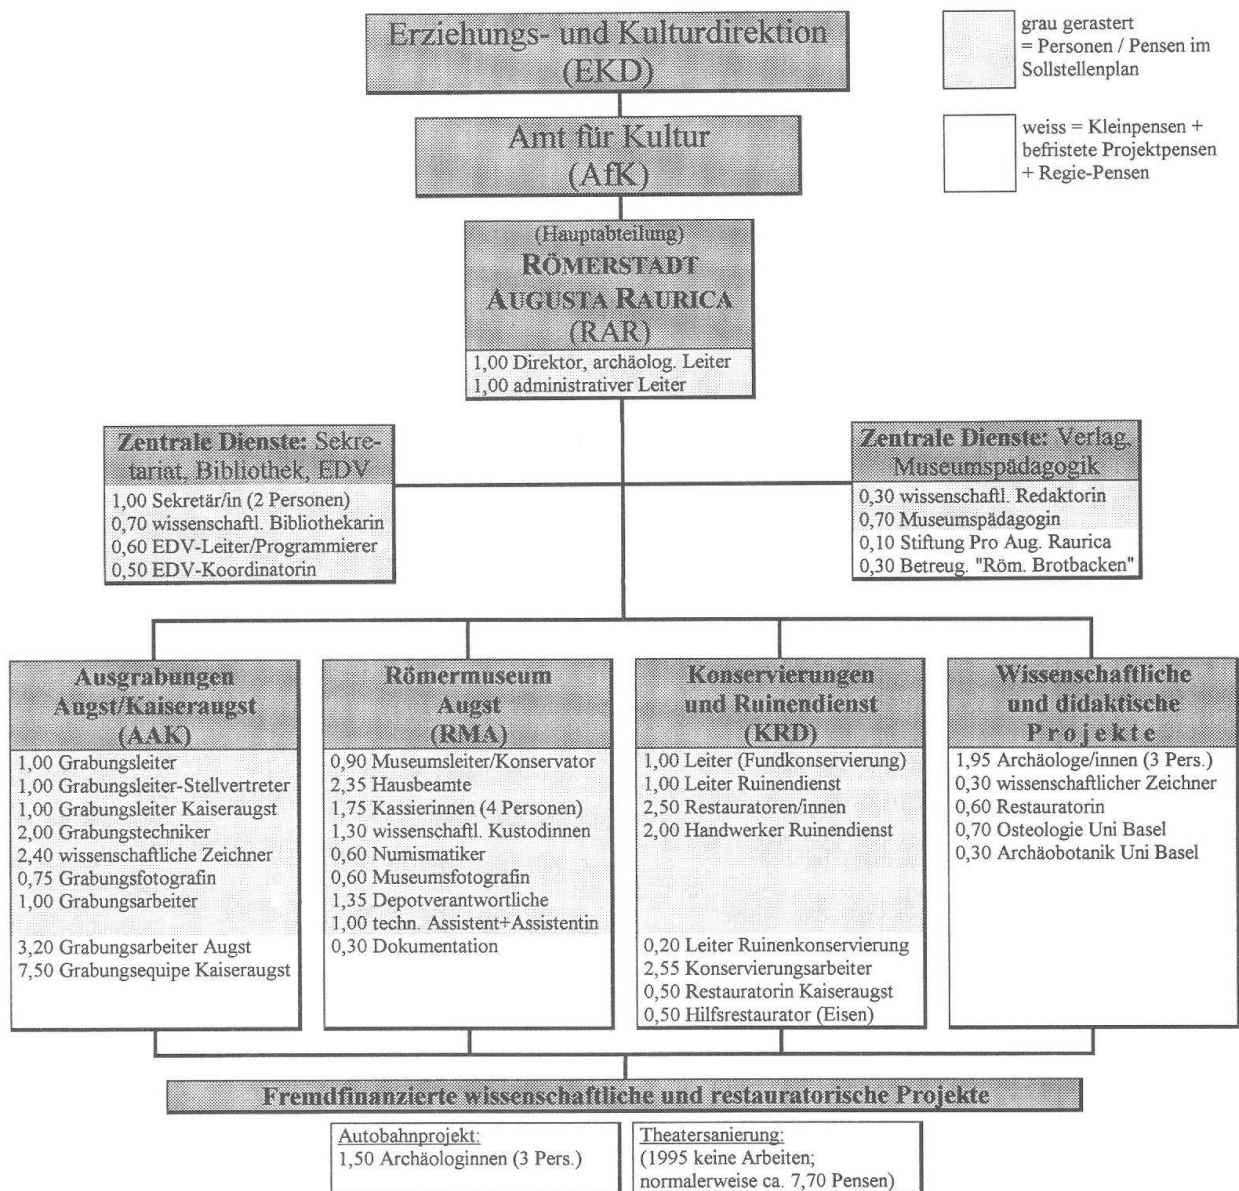 Erziehungs- und Kulturdirektion
(EKD)
grau gerastert
= Personen / Pensen im
Sollstellenplan
Amt für Kultur
(AfK)
weiss = Kleinpensen +
befristete Projektpensen
+ Regie-Pensen
(Hauptabteilung)
RÖMERSTADT
AUGUSTA RAURICA
(RAR)
1,00 Direktor, archäolog. Leiter
1,00 administrativer Leiter
Zentrale Dienste: Sekre-
tariat, Bibliothek, EDV
1,00 Sekretär/in (2 Personen)
0,70 wissenschaftl. Bibliothekarin
0,60 EDV-Leiter/Programmierer
0,50 EDV-Koordinatorin
Zentrale Dienste: Verlag,
Museumspädagogik
0,30 wissenschaftl. Redaktorin
0,70 Museumspädagogin
0,10 Stiftung Pro Aug. Raurica
0,30 Betreug. "Röm. Brotbacken"
Ausgrabungen
Augst/Kaiseraugst
(AAK)
1,00 Grabungsleiter
1,00 Grabungsleiter-Stellvertreter
1,00 Grabungsleiter Kaiseraugst
2,00 Grabungstechniker
2,40 wissenschaftliche Zeichner
0,75 Grabungsfotografin
1,00 Grabungsarbeiter
3,20 Grabungsarbeiter Augst
7,50 Grabungsequipe Kaiseraugst
Römermuseum
Augst
(RMA)
0,90 Museumsleiter/Konservator
2,35 Hausbeamte
1,75 Kassierinnen (4 Personen)
1,30 wissenschaftl. Kustodinnen
0,60 Numismatiker
0,60 Museumsfotografin
1,35 Depotverantwortliche
1,00 techn. Assistent+Assistentin
0,30 Dokumentation
Konservierungen
und Ruinendienst
(KRD)
1,00 Leiter (Fundkonservierung)
1,00 Leiter Ruinendienst
2,50 Restauratoren/innen
2,00 Handwerker Ruinendienst
0,20 Leiter Ruinenkonservierung
2,55 Konservierungsarbeiter
0,50 Restauratorin Kaiseraugst
0,50 Hilfsrestaurator (Eisen)
Wissenschaftliche
und didaktische
Projekte
1,95 Archäologe/innen (3 Pers.)
0,30 wissenschaftlicher Zeichner
0,60 Restauratorin
0,70 Osteologie Uni Basel
0,30 Archäobotanik Uni Basel
Fremdfinanzierte wissenschaftliche und restauratorische Projekte
Autobahnprojekt:
1,50 Archäologinnen (3 Pers.)
Theatersanierung:
(1995 keine Arbeiten;
normalerweise ca. 7,70 Pensen)